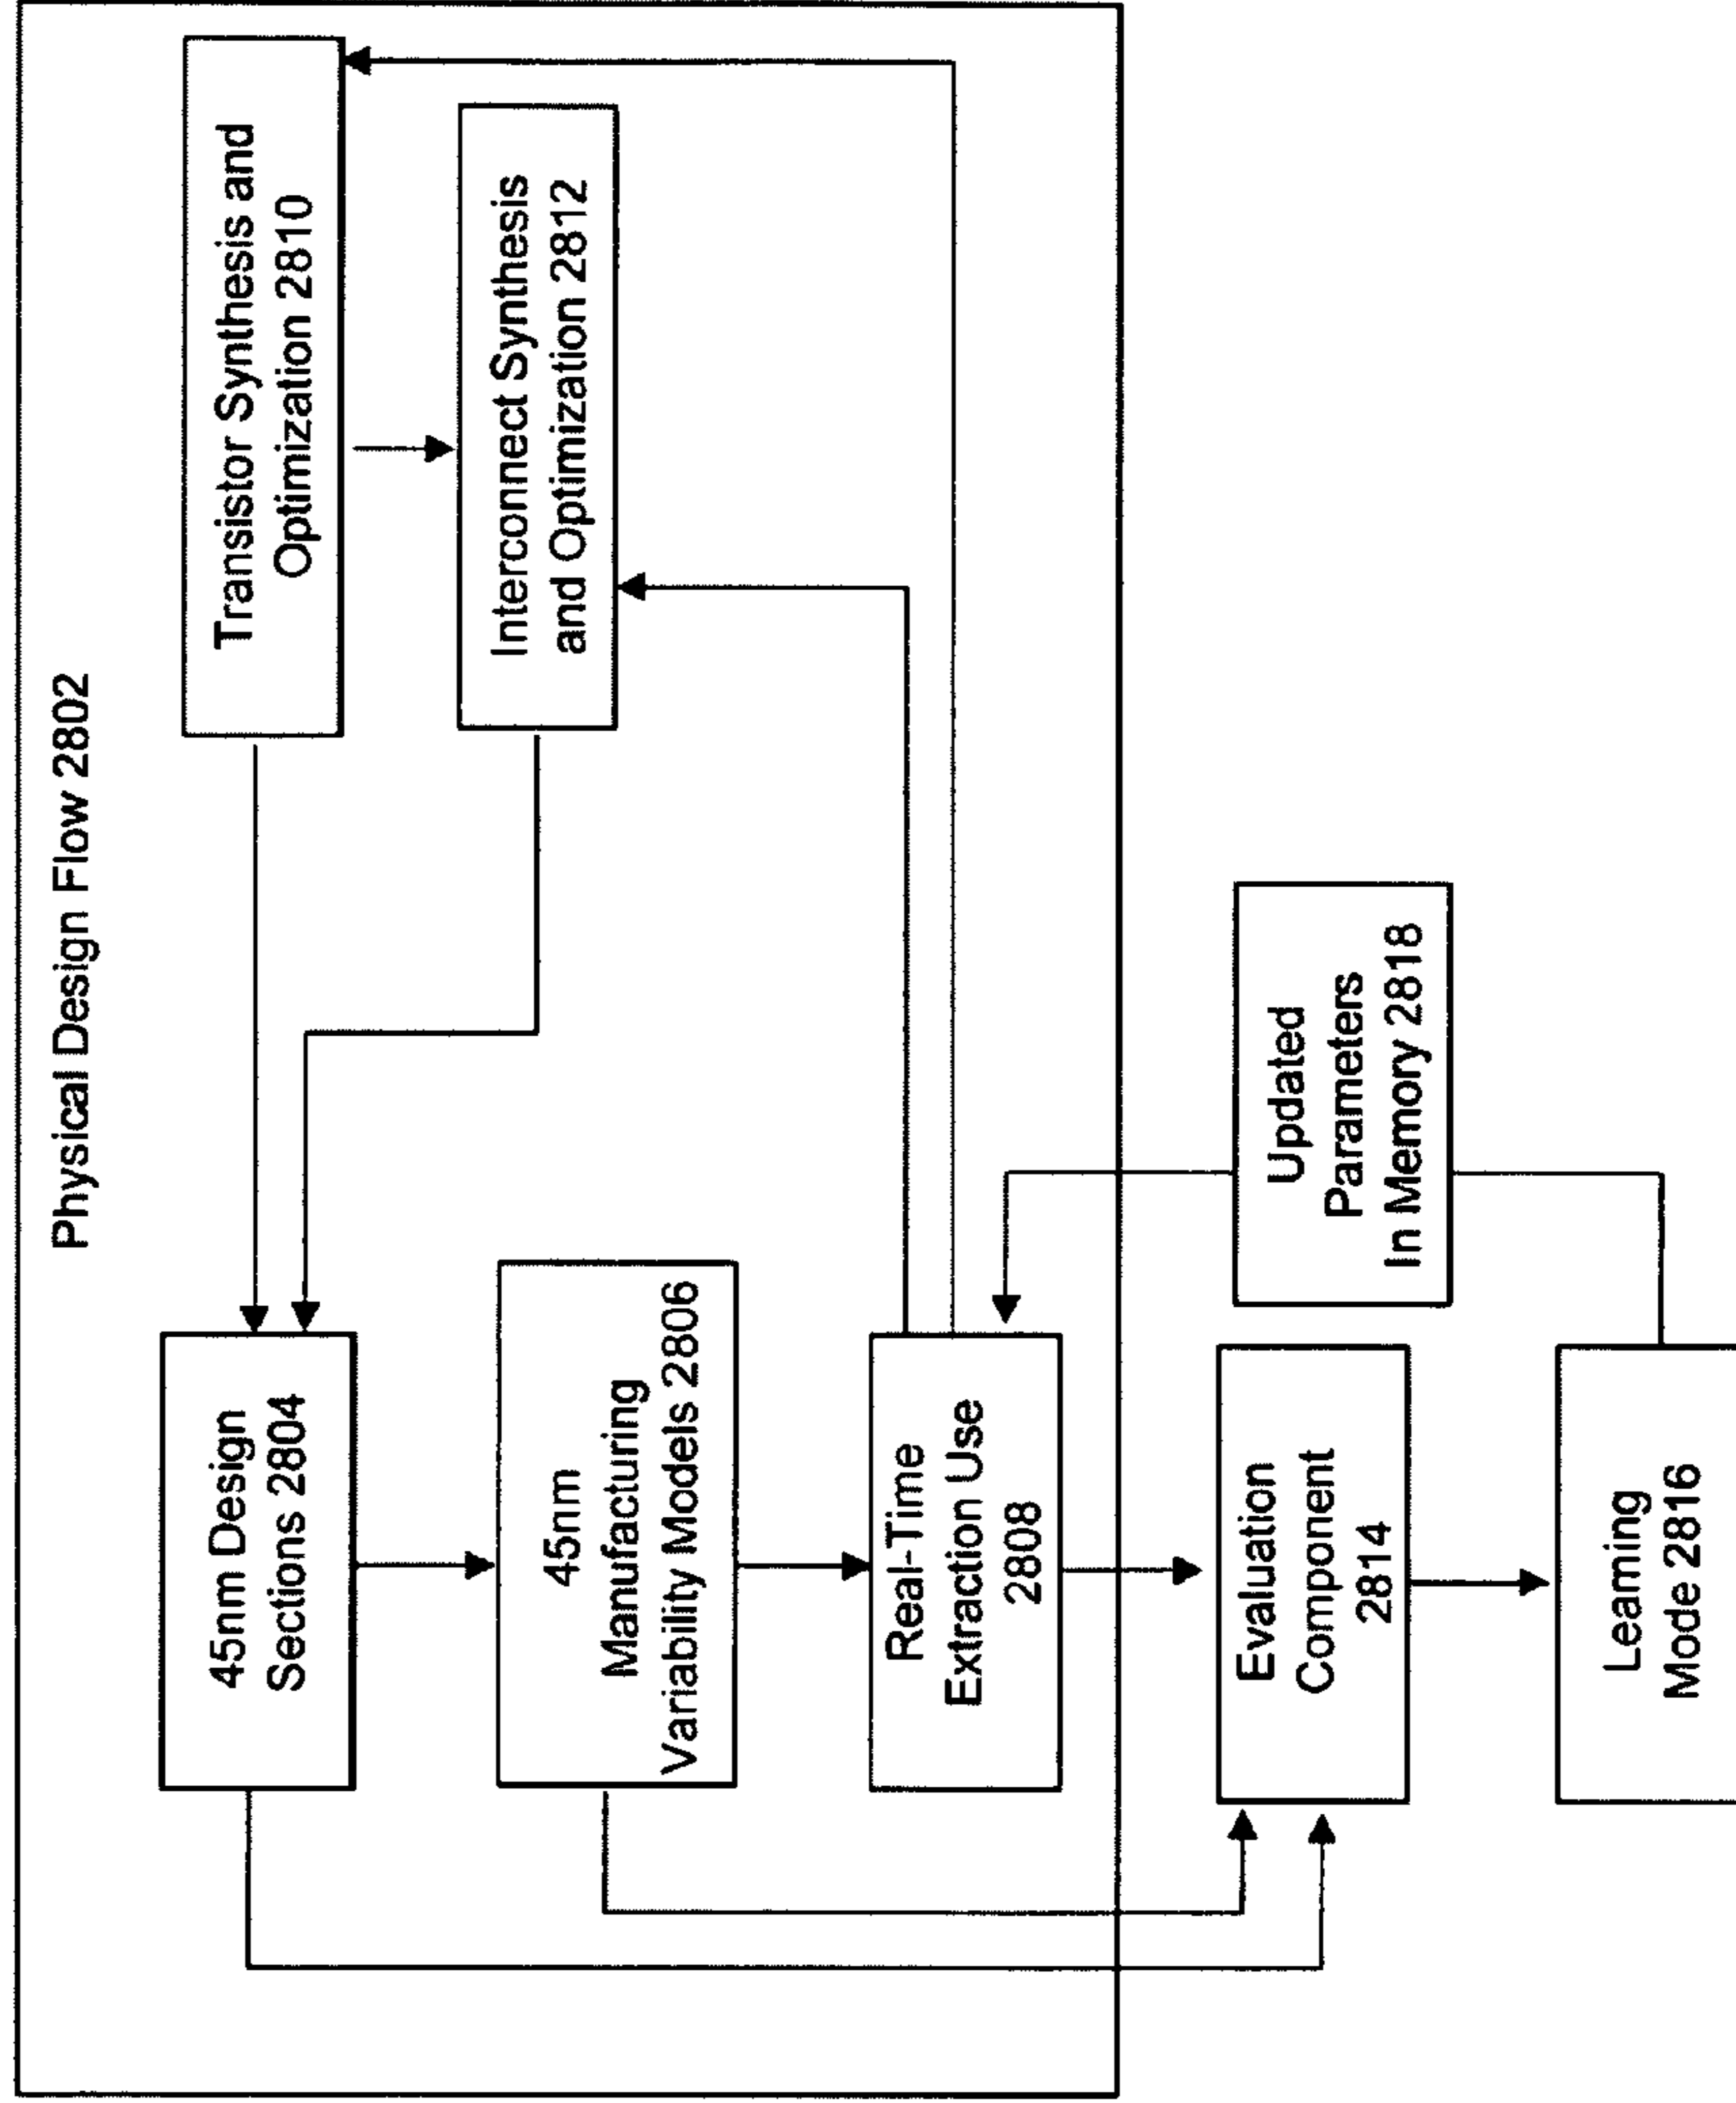 Physical Design Flow 2802
45nm Design
Sections 2804
Transistor Synthesis and
Optimization 2810
45nm
Manufacturing
Variability Models 2806
Interconnect Synthesis
and Optimization 2812
Real-Time
Extraction Use
2808
Evaluation
Component
2814
Updated
Parameters
In Memory 2818
Learning
Mode 2816